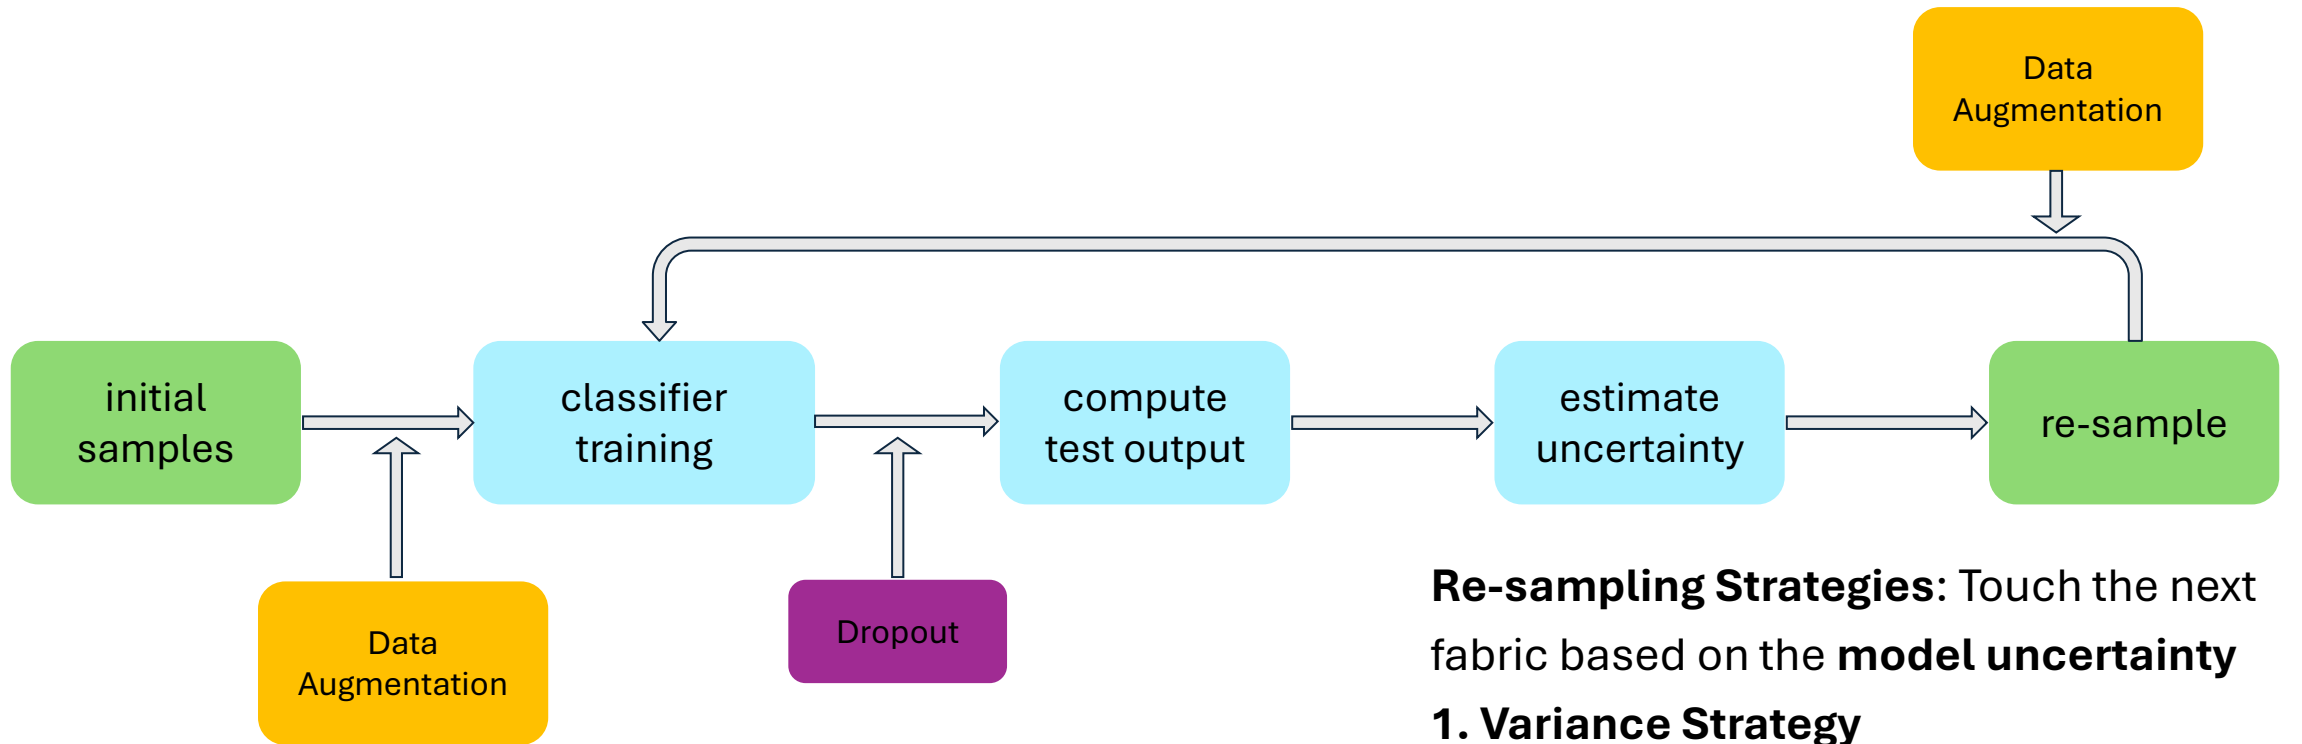 Data
Augmentation
initial
samples
classifier
training
compute
test output
estimate
uncertainty
re-sample
Data
Augmentation
Dropout
Re-sampling Strategies: Touch the next
fabric based on the model uncertainty
1. Variance Strategy